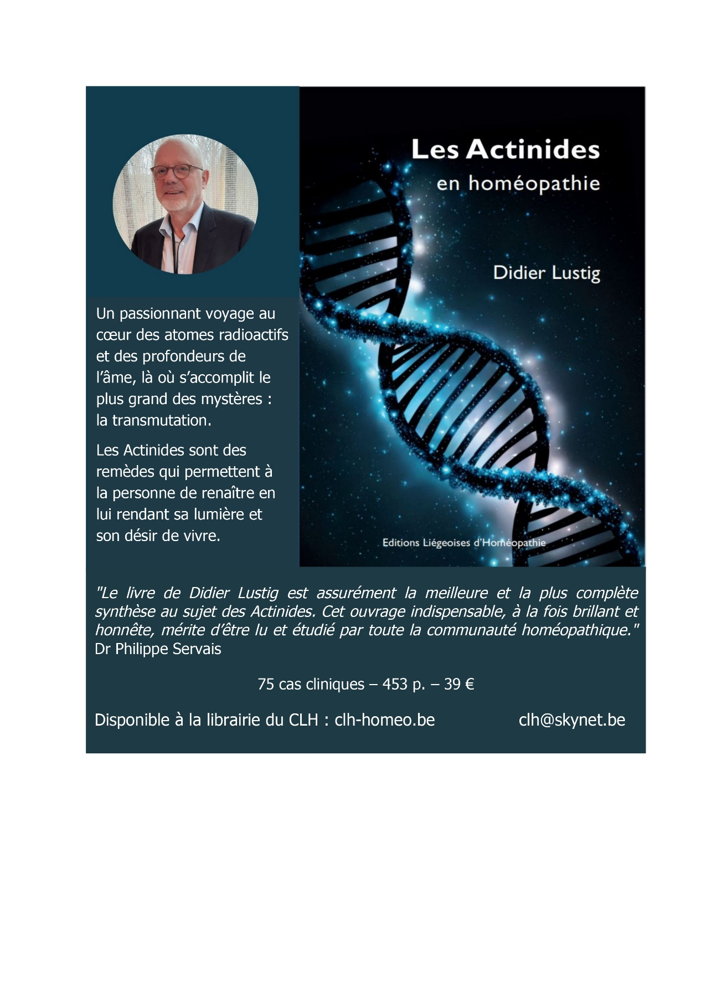 Les Actinides
en homéopathie
Didier Lustig
Editions Liégeoises d'Homéopathie
Un passionnant voyage au
cœur des atomes radioactifs
et des profondeurs de
l’âme, là où s’accomplit le
plus grand des mystères :
la transmutation.
Les Actinides sont des
remèdes qui permettent à
la personne de renaître en
lui rendant sa lumière et
son désir de vivre.
"Le livre de Didier Lustig est assurément la meilleure et la plus complète
synthèse au sujet des Actinides. Cet ouvrage indispensable, à la fois brillant et
honnête, mérite d’être lu et étudié par toute la communauté homéopathique."
Dr Philippe Servais
75 cas cliniques – 453 p. – 39 €
Disponible à la librairie du CLH : clh-homeo.be clh@skynet.be